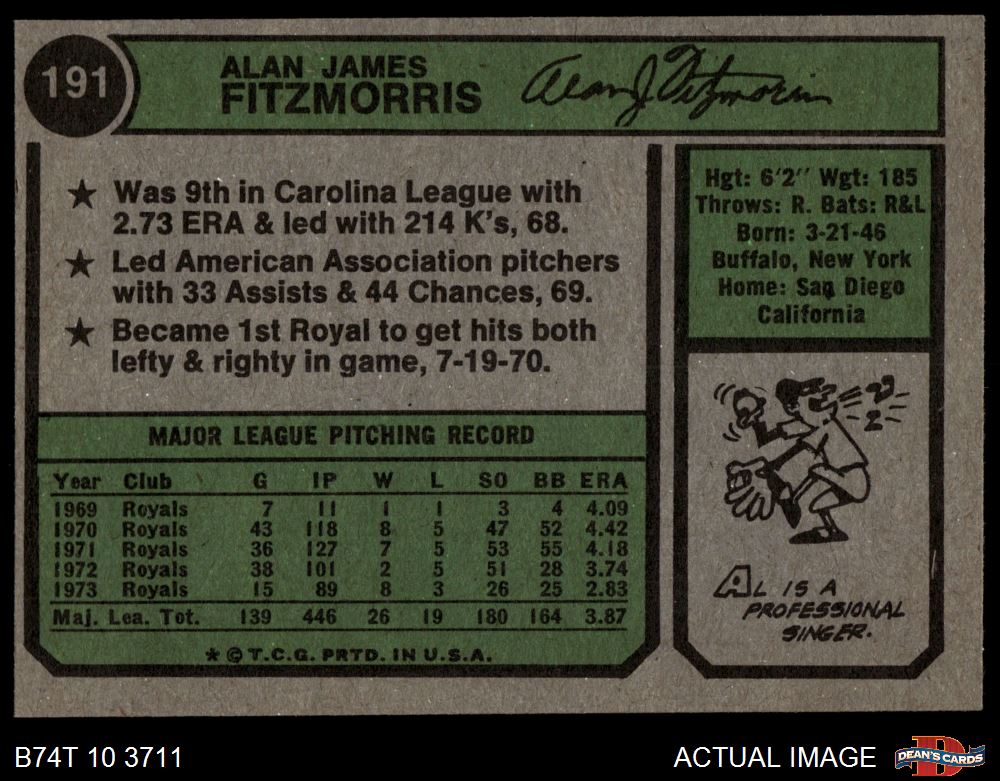 191
ALAN JAMES
FITZMORRIS
Alan J. Fitzmorris
★ Was 9th in Carolina League with
2.73 ERA & led with 214 K's, 68.
★ Led American Association pitchers
with 33 Assists & 44 Chances, 69.
★ Became 1st Royal to get hits both
lefty & righty in game, 7-19-70.
Hgt: 6'2" Wgt: 185
Throws: R. Bats: R&L
Born: 3-21-46
Buffalo, New York
Home: San Diego
California
MAJOR LEAGUE PITCHING RECORD
Year Club G IP W L SO BB ERA
1969 Royals 7 11 1 1 3 4 4.09
1970 Royals 43 118 8 5 47 52 4.42
1971 Royals 36 127 7 5 53 55 4.18
1972 Royals 38 101 2 5 51 28 3.74
1973 Royals 15 89 8 3 26 25 2.83
Maj. Lea. Tot. 139 446 26 19 180 164 3.87
* © T.C.G. PRTD. IN U.S.A.
AL IS A
PROFESSIONAL
SINGER.
B74T 10 3711
ACTUAL IMAGE
D
DEAN'S CARDS